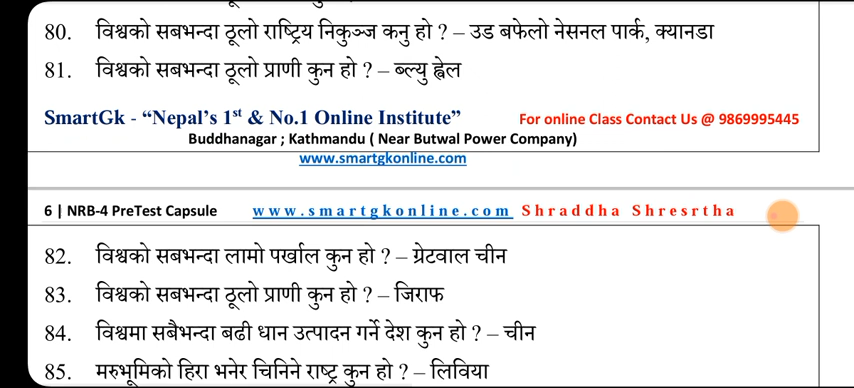 80. विश्वको सबभन्दा ठूलो राष्ट्रिय निकुञ्ज कनु हो ? – उड बफेलो नेसनल पार्क, क्यानडा
81. विश्वको सबभन्दा ठूलो प्राणी कुन हो ? – ब्ल्यु ह्वेल
SmartGk - “Nepal’s 1st & No.1 Online Institute” For online Class Contact Us @ 9869995445
Buddhanagar ; Kathmandu ( Near Butwal Power Company)
www.smartgkonline.com
6 | NRB-4 PreTest Capsule www.smartgkonline.com Shraddha Shresrtha
82. विश्वको सबभन्दा लामो पर्खाल कुन हो ? – ग्रेटवाल चीन
83. विश्वको सबभन्दा ठूलो प्राणी कुन हो ? – जिराफ
84. विश्वमा सबैभन्दा बढी धान उत्पादन गर्ने देश कुन हो ? – चीन
85. मरुभूमिको हिरा भनेर चिनिने राष्ट्र कुन हो ? – लिविया